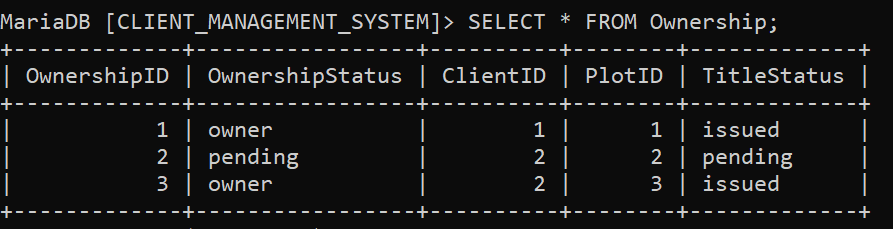 MariaDB [CLIENT_MANAGEMENT_SYSTEM]> SELECT * FROM Ownership;
+-------------+-----------------+----------+--------+-------------+
| OwnershipID | OwnershipStatus | ClientID | PlotID | TitleStatus |
+-------------+-----------------+----------+--------+-------------+
|           1 | owner           |        1 |      1 | issued      |
|           2 | pending         |        2 |      2 | pending     |
|           3 | owner           |        2 |      3 | issued      |
+-------------+-----------------+----------+--------+-------------+